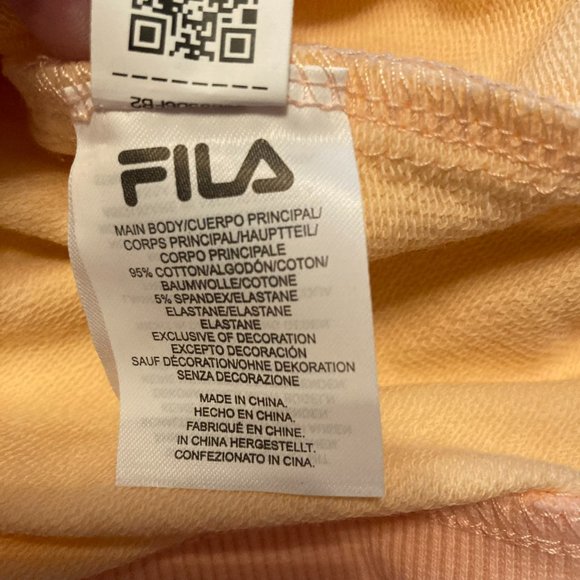 FILA
MAIN BODY/CUERPO PRINCIPAL/
CORPS PRINCIPAL/HAUPTTEIL/
CORPO PRINCIPALE
95% COTTON/ALGODÓN/COTON/
BAUMWOLLE/COTONE
5% SPANDEX/ELASTANE
ELASTANE/ELASTANE
ELASTANE
EXCLUSIVE OF DECORATION
EXCEPTO DECORACIÓN
SAUF DÉCORATION/OHNE DEKORATION
SENZA DECORAZIONE
MADE IN CHINA.
HECHO EN CHINA.
FABRIQUÉ EN CHINE.
IN CHINA HERGESTELLT.
CONFEZIONATO IN CINA.